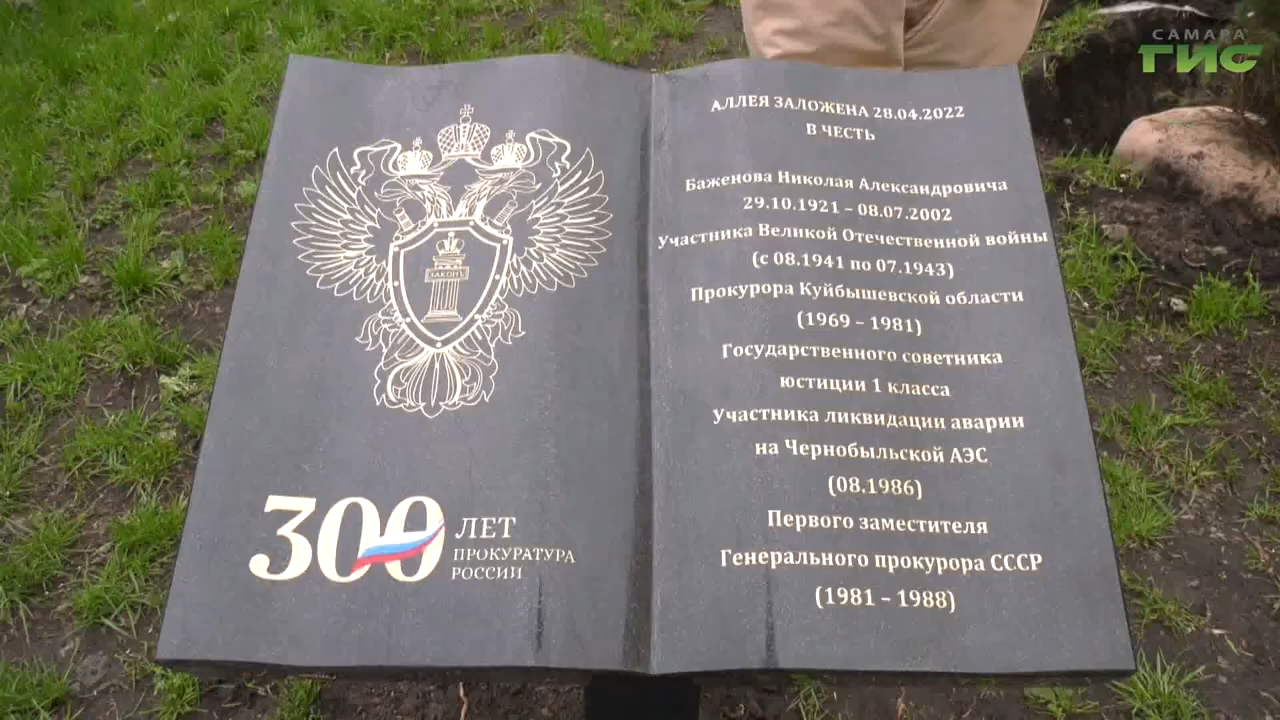 САМАРА
ГИС
ЗАКОНЪ
300 ЛЕТ
ПРОКУРАТУРА
РОССИИ
АЛЛЕЯ ЗАЛОЖЕНА 28.04.2022
В ЧЕСТЬ
Баженова Николая Александровича
29.10.1921 – 08.07.2002
Участника Великой Отечественной войны
(с 08.1941 по 07.1943)
Прокурора Куйбышевской области
(1969 – 1981)
Государственного советника
юстиции 1 класса
Участника ликвидации аварии
на Чернобыльской АЭС
(08.1986)
Первого заместителя
Генерального прокурора СССР
(1981 – 1988)